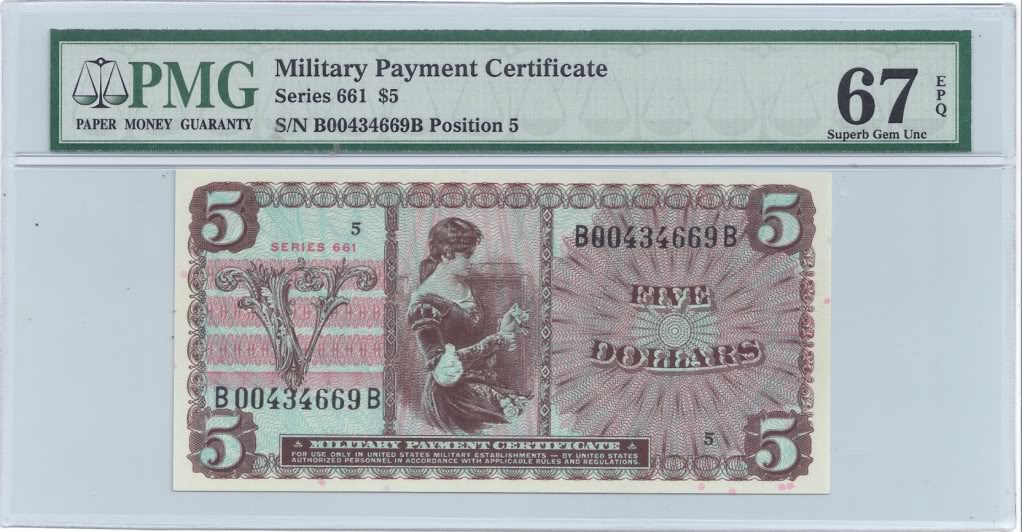 PMG
PAPER MONEY GUARANTY
Military Payment Certificate
Series 661 $5
S/N B00434669B Position 5
67
EPQ
Superb Gem Unc
5
5
5
SERIES 661
B00434669B
V
FIVE
DOLLARS
B00434669B
5
5
5
MILITARY PAYMENT CERTIFICATE
FOR USE ONLY IN UNITED STATES MILITARY ESTABLISHMENTS — BY UNITED STATES
AUTHORIZED PERSONNEL IN ACCORDANCE WITH APPLICABLE RULES AND REGULATIONS.